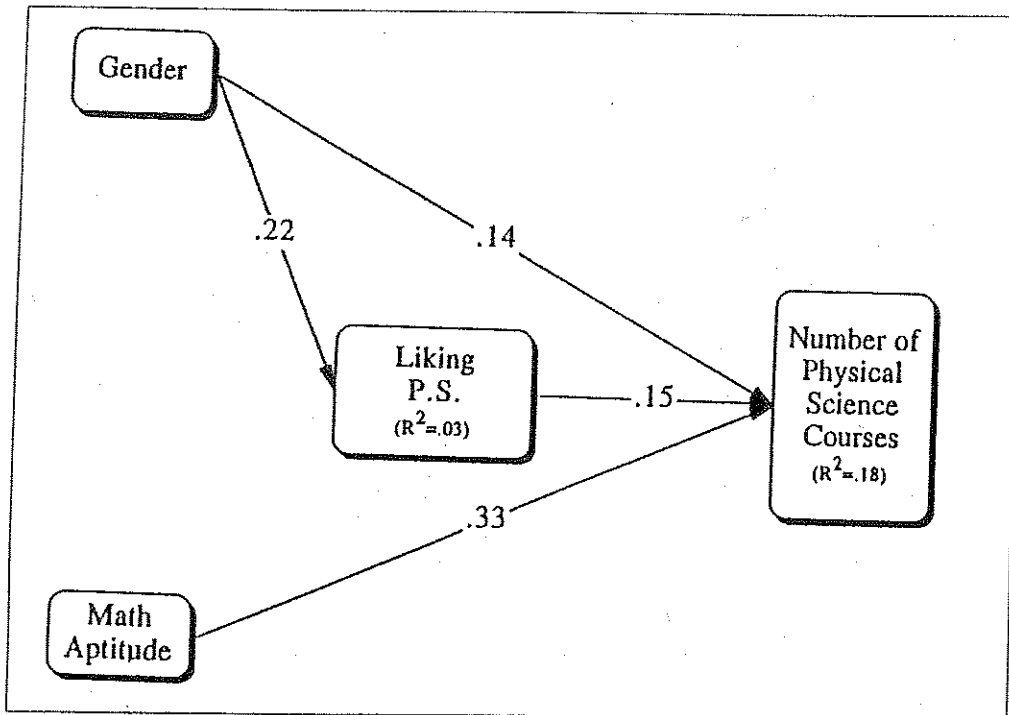 Gender
.22
.14
Liking
P.S.
(R²=.03)
.15
Number of
Physical
Science
Courses
(R²=.18)
.33
Math
Aptitude